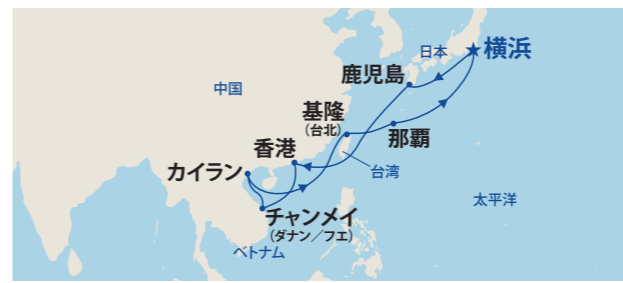 日本
横浜
鹿児島
中国
基隆
(台北)
那覇
香港
台湾
カイラン
太平洋
チャンメイ
(ダナン／フエ)
ベトナム